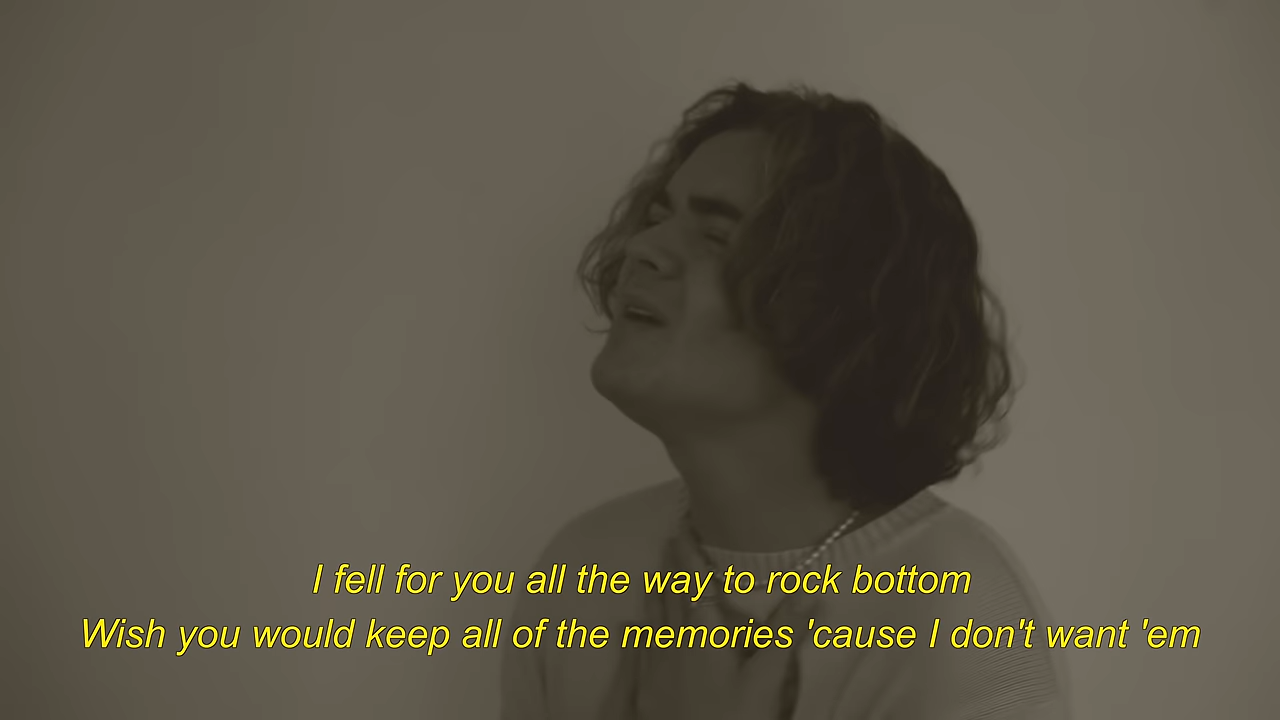 I fell for you all the way to rock bottom
Wish you would keep all of the memories 'cause I don't want 'em